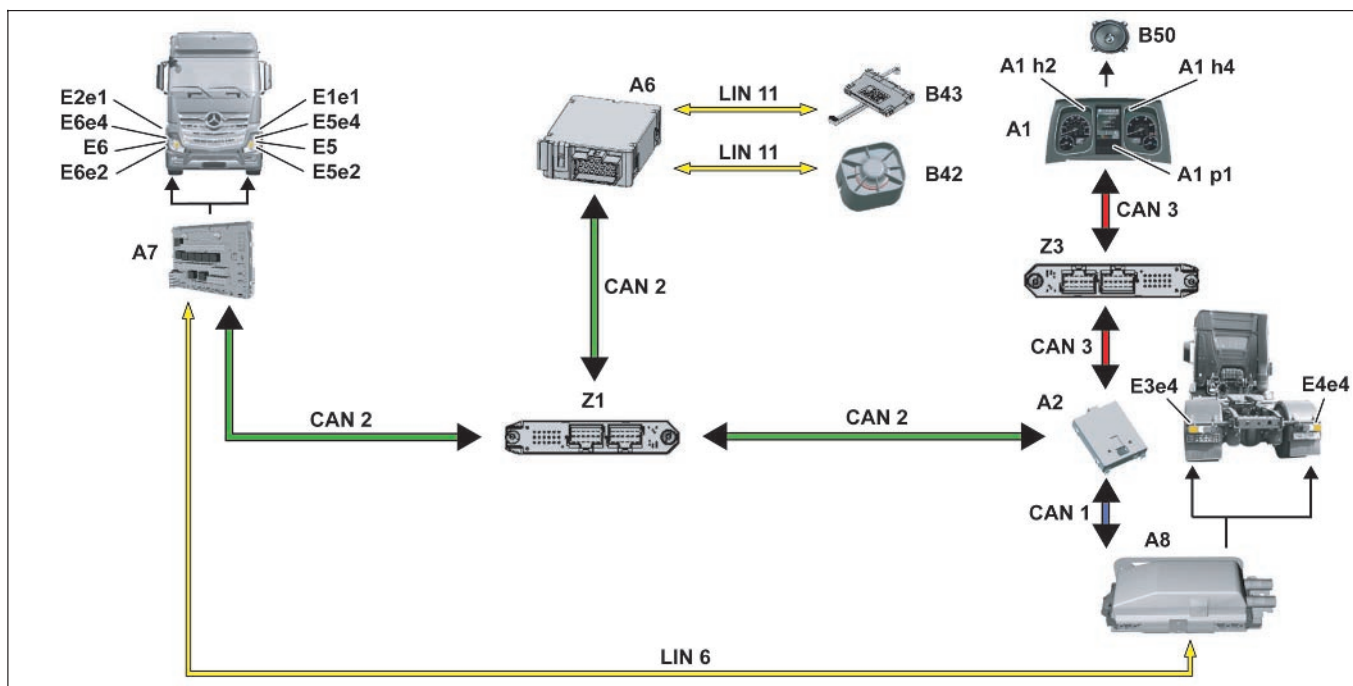 B50
A1 h2
A1 h4
A6
LIN 11
B43
E2e1
E1e1
E6e4
E5e4
A1
E6
E5
LIN 11
B42
E6e2
E5e2
A1 p1
CAN 3
A7
Z3
CAN 2
CAN 3
E3e4
E4e4
Z1
A2
CAN 2
CAN 2
CAN 1
A8
LIN 6